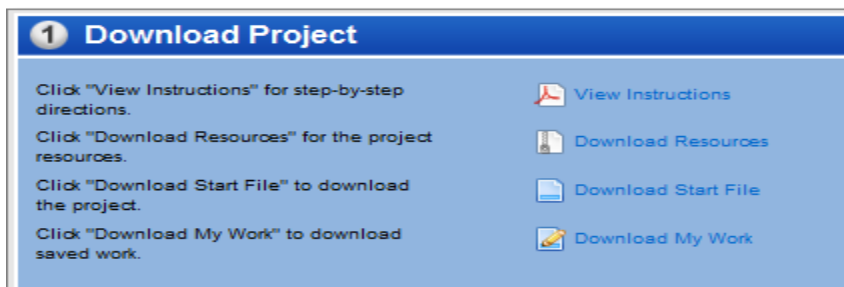 1 Download Project
Click "View Instructions" for step-by-step
directions.
View Instructions
Click "Download Resources" for the project
resources.
Download Resources
Click "Download Start File" to download
the project.
Download Start File
Click "Download My Work" to download
saved work.
Download My Work